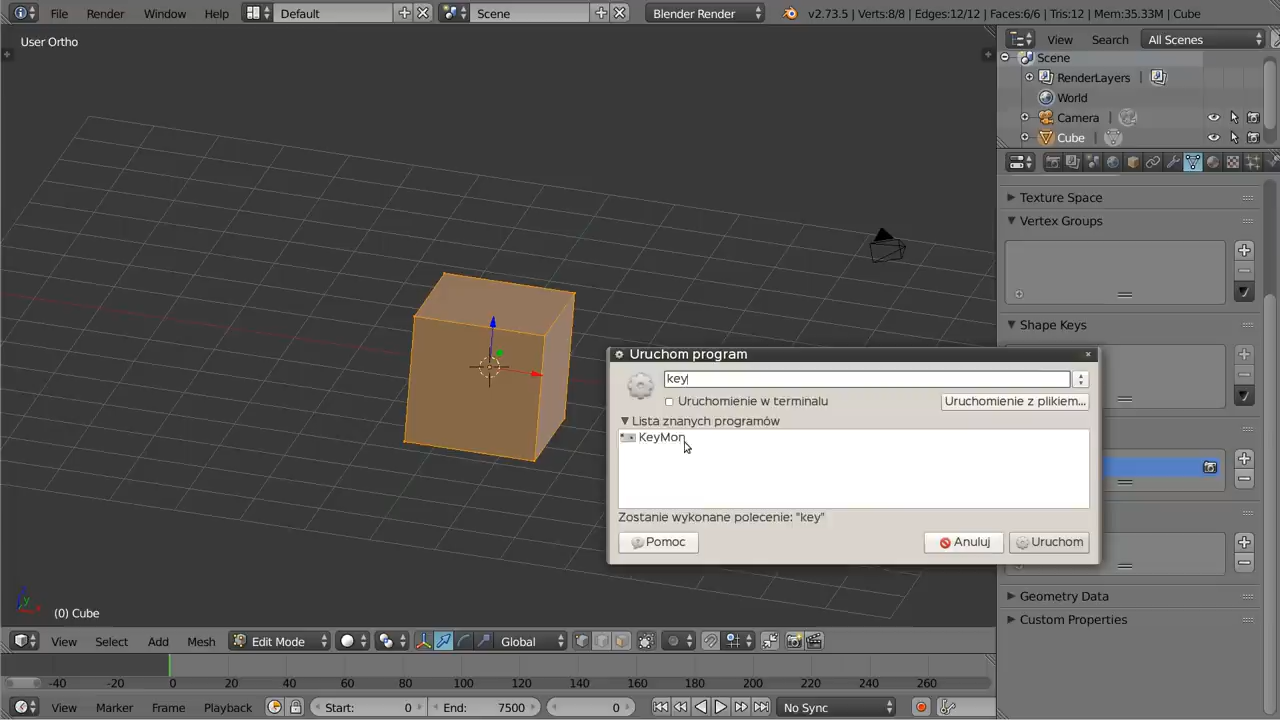 File Render Window Help Default Scene Blender Render v2.73.5 | Verts:8/8 | Edges:12/12 | Faces:6/6 | Tris:12 | Mem:35.33M | Cube
User Ortho
View Search All Scenes
Scene
RenderLayers
World
Camera
Cube
Texture Space
Vertex Groups
Shape Keys
Uruchom program
key
Uruchomienie w terminalu Uruchomienie z plikiem...
Lista znanych programów
KeyMon
Zostanie wykonane polecenie: "key"
Pomoc Anuluj Uruchom
Geometry Data
Custom Properties
(0) Cube
View Select Add Mesh Edit Mode Global
-40 -20 0 20 40 60 80 100 120 140 160 180 200 220 240 260
View Marker Frame Playback Start: 0 End: 7500 0 No Sync